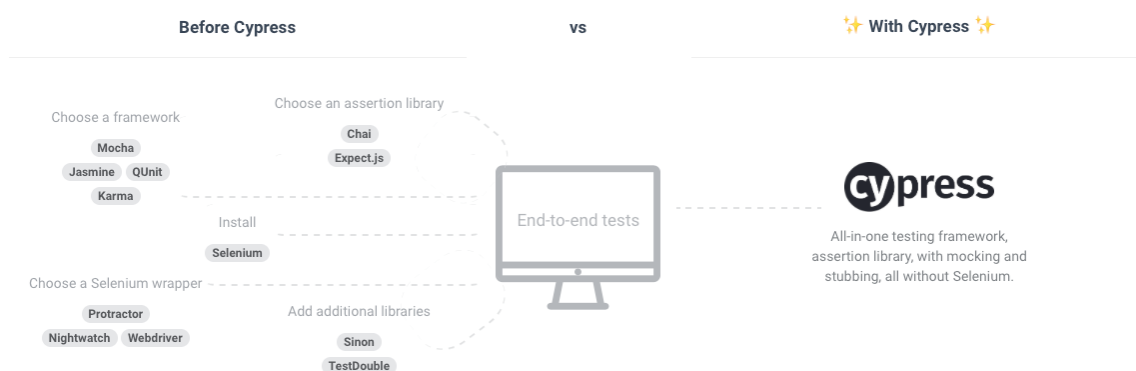 Before Cypress
vs
✨ With Cypress ✨
Choose a framework
Mocha
Jasmine QUnit
Karma
Choose an assertion library
Chai
Expect.js
Install
Selenium
Choose a Selenium wrapper
Protractor
Nightwatch Webdriver
Add additional libraries
Sinon
TestDouble
End-to-end tests
cypress
All-in-one testing framework,
assertion library, with mocking and
stubbing, all without Selenium.